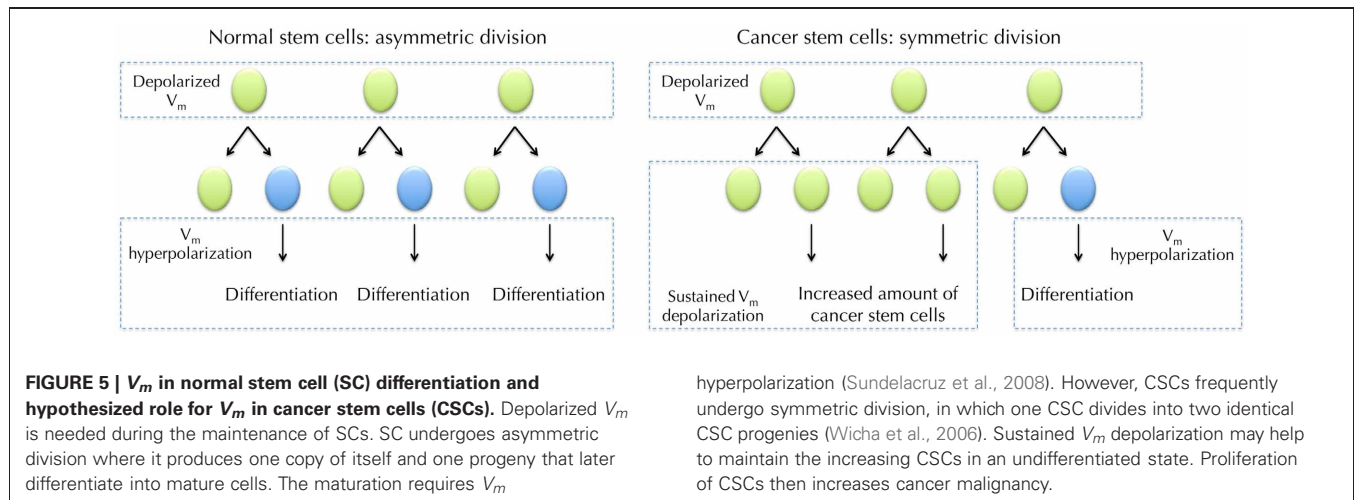 Normal stem cells: asymmetric division
Depolarized
Vm
Vm
hyperpolarization
Differentiation Differentiation Differentiation
Cancer stem cells: symmetric division
Depolarized
Vm
Sustained Vm
depolarization
Increased amount of
cancer stem cells
Vm
hyperpolarization
Differentiation
FIGURE 5 | Vm in normal stem cell (SC) differentiation and
hypothesized role for Vm in cancer stem cells (CSCs). Depolarized Vm
is needed during the maintenance of SCs. SC undergoes asymmetric
division where it produces one copy of itself and one progeny that later
differentiate into mature cells. The maturation requires Vm
hyperpolarization (Sundelacruz et al., 2008). However, CSCs frequently
undergo symmetric division, in which one CSC divides into two identical
CSC progenies (Wicha et al., 2006). Sustained Vm depolarization may help
to maintain the increasing CSCs in an undifferentiated state. Proliferation
of CSCs then increases cancer malignancy.